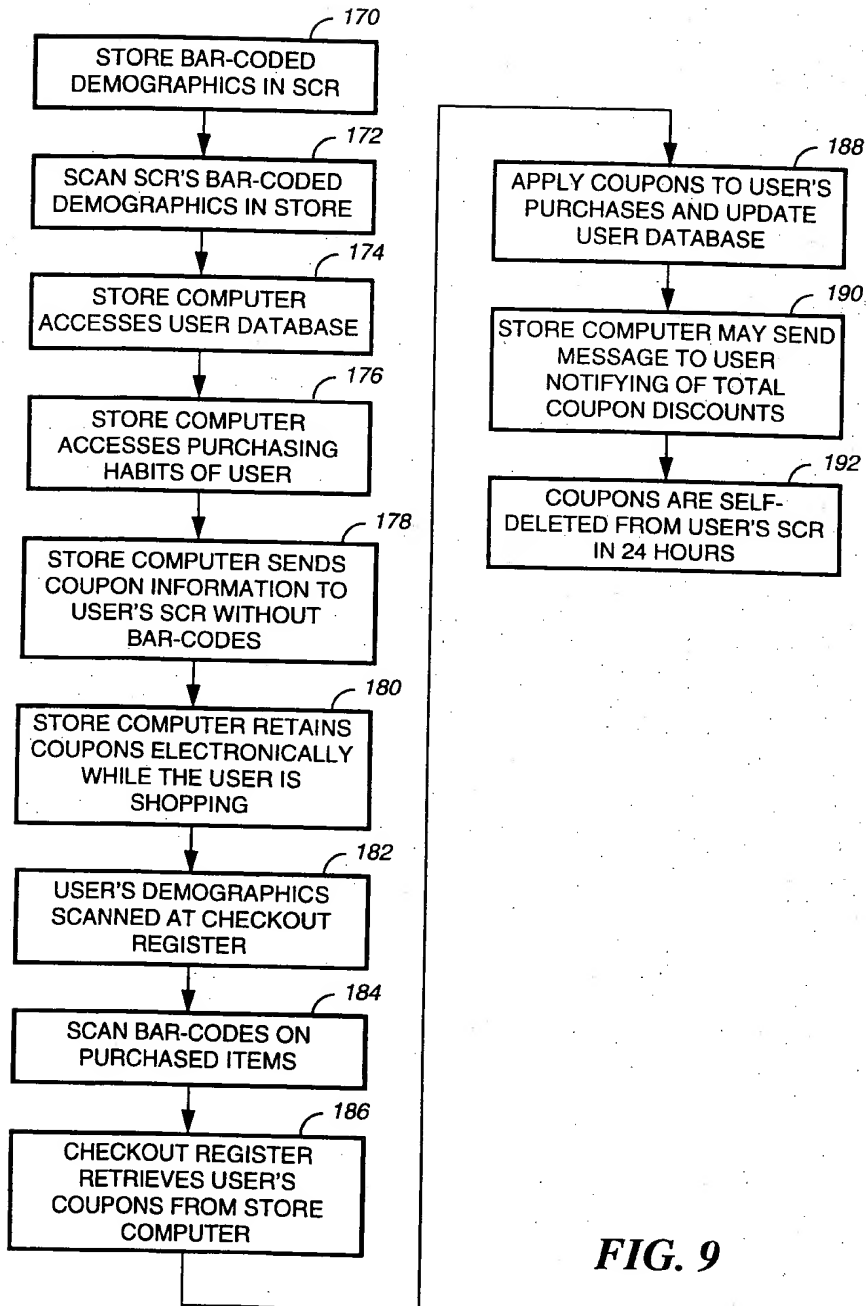 170
STORE BAR-CODED
DEMOGRAPHICS IN SCR
172
SCAN SCR'S BAR-CODED
DEMOGRAPHICS IN STORE
174
STORE COMPUTER
ACCESSES USER DATABASE
176
STORE COMPUTER
ACCESSES PURCHASING
HABITS OF USER
178
STORE COMPUTER SENDS
COUPON INFORMATION TO
USER'S SCR WITHOUT
BAR-CODES
180
STORE COMPUTER RETAINS
COUPONS ELECTRONICALLY
WHILE THE USER IS
SHOPPING
182
USER'S DEMOGRAPHICS
SCANNED AT CHECKOUT
REGISTER
184
SCAN BAR-CODES ON
PURCHASED ITEMS
186
CHECKOUT REGISTER
RETRIEVES USER'S
COUPONS FROM STORE
COMPUTER
188
APPLY COUPONS TO USER'S
PURCHASES AND UPDATE
USER DATABASE
190
STORE COMPUTER MAY SEND
MESSAGE TO USER
NOTIFYING OF TOTAL
COUPON DISCOUNTS
192
COUPONS ARE SELF-
DELETED FROM USER'S SCR
IN 24 HOURS
FIG. 9